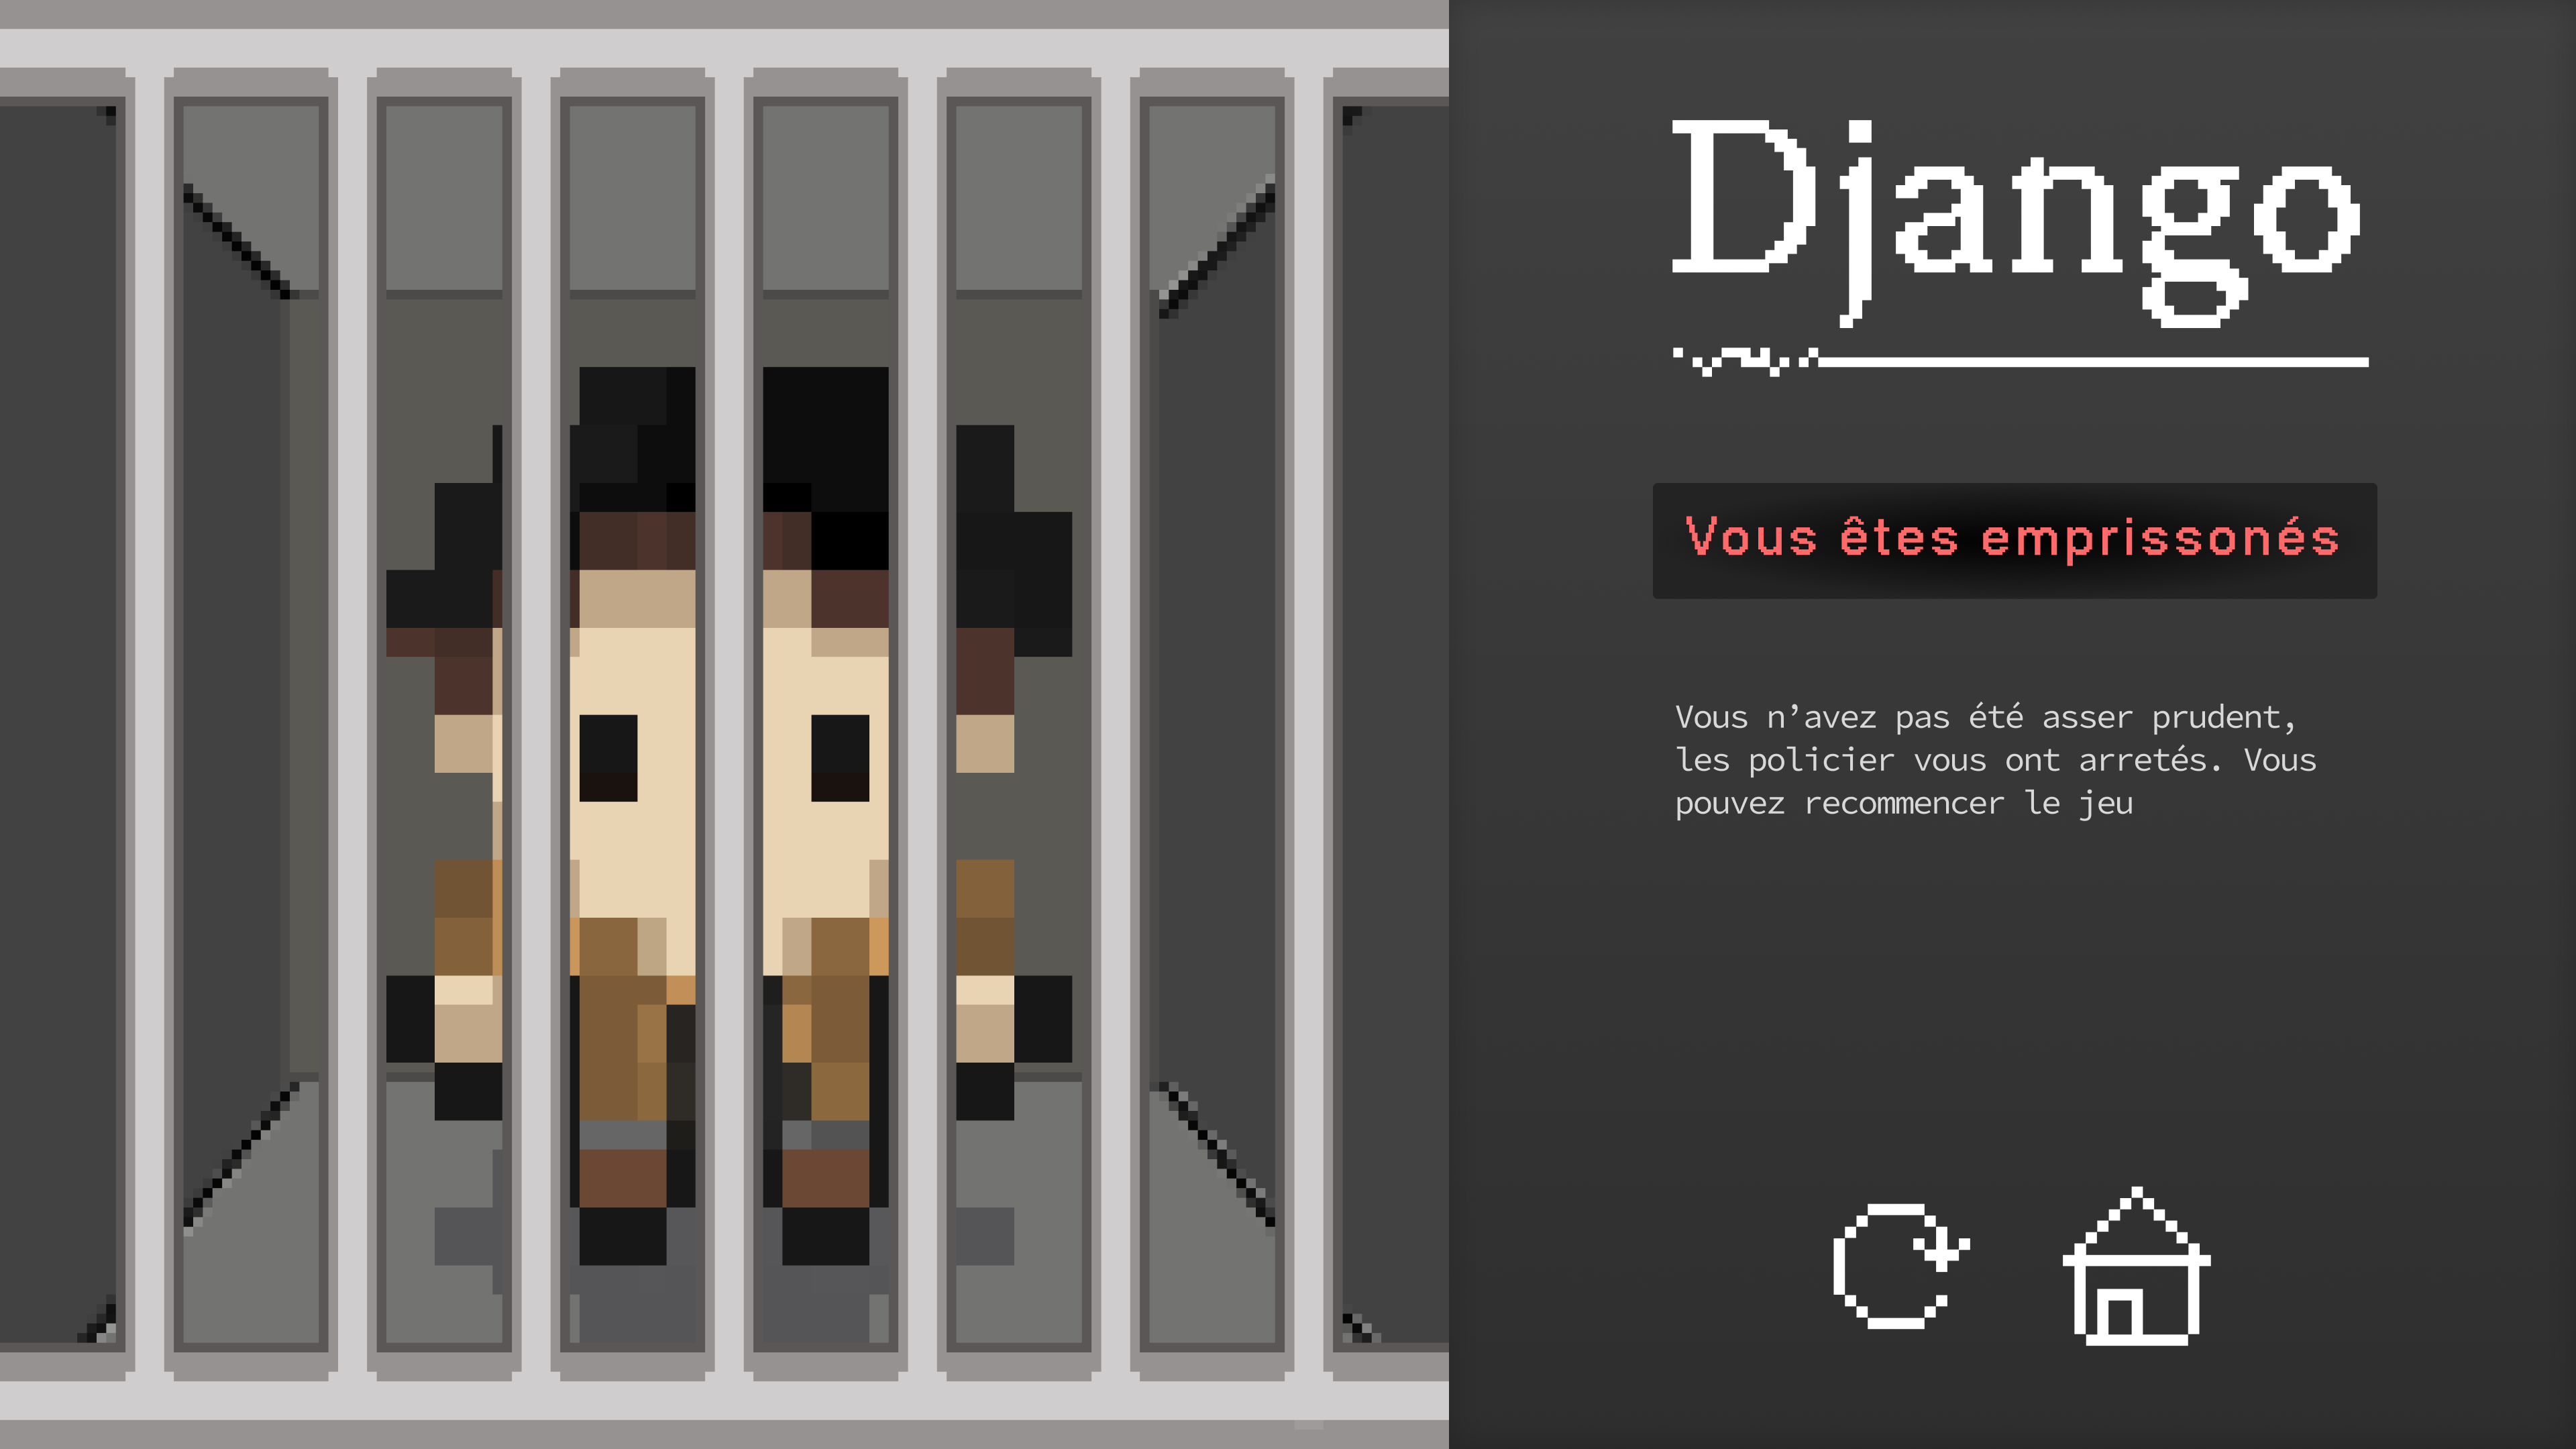 Django
Vous êtes emprissonés
Vous n’avez pas été asser prudent,
les policier vous ont arretés. Vous
pouvez recommencer le jeu